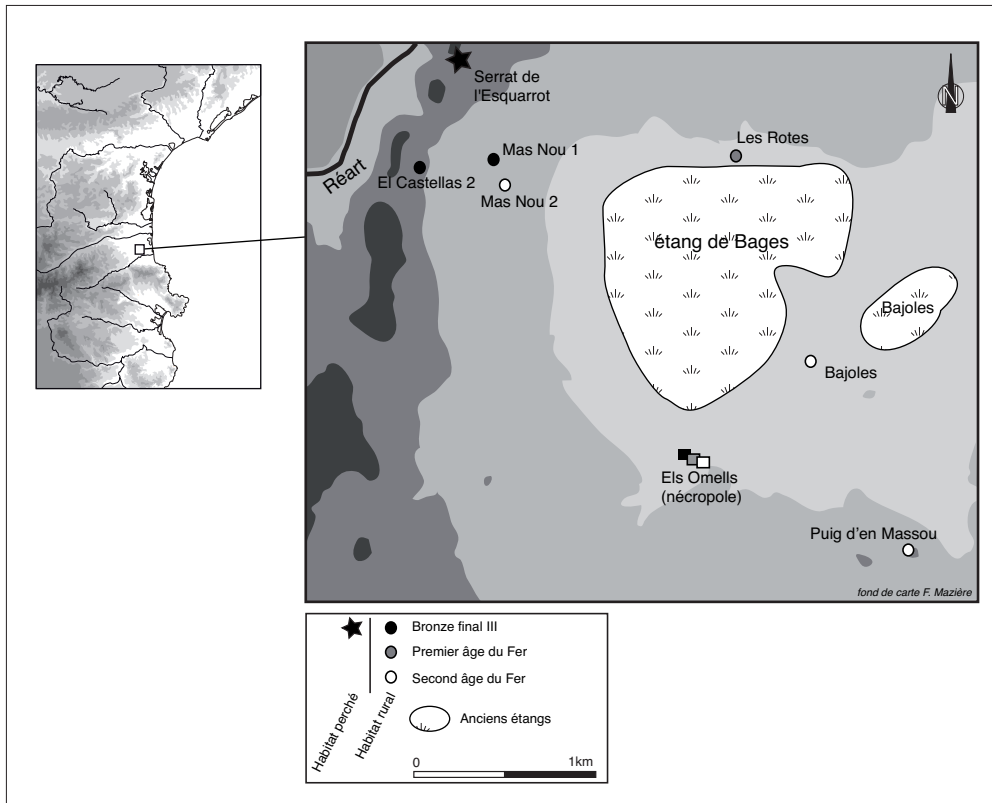 N
Serrat de
l'Esquarrot
Les Rotes
Mas Nou 1
Réart
El Castellas 2
Mas Nou 2
étang de Bages
Bajoles
Bajoles
Els Omells
(nécropole)
Puig d'en Massou
fond de carte F. Mazière
Bronze final III
Premier âge du Fer
Second âge du Fer
Habitat perché
Habitat rural
Anciens étangs
0
1km